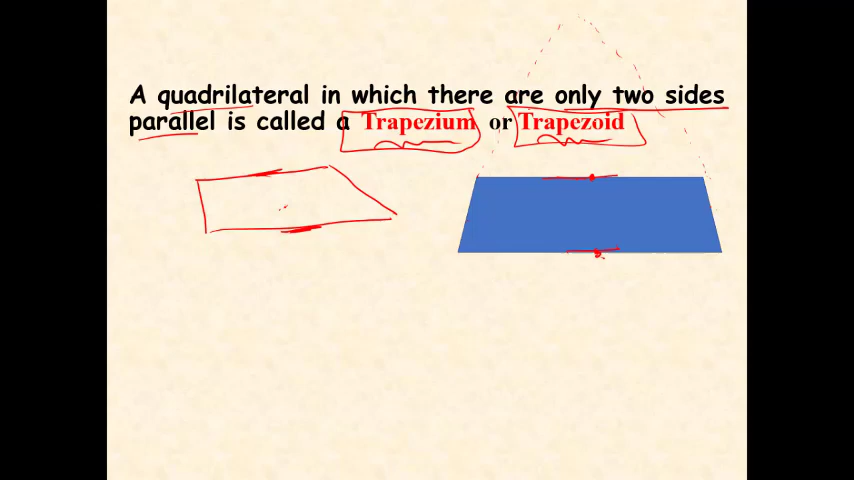 A quadrilateral in which there are only two sides
parallel is called a Trapezium or Trapezoid